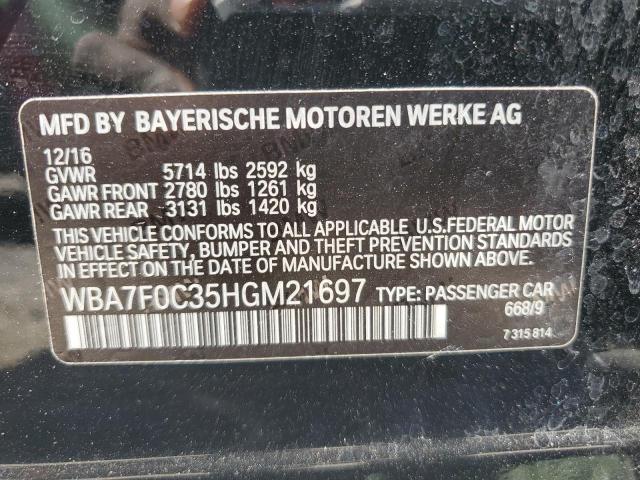 MFD BY BAYERISCHE MOTOREN WERKE AG
12/16
GVWR 5714 lbs 2592 kg
GAWR FRONT 2780 lbs 1261 kg
GAWR REAR 3131 lbs 1420 kg
THIS VEHICLE CONFORMS TO ALL APPLICABLE U.S.FEDERAL MOTOR
VEHICLE SAFETY, BUMPER AND THEFT PREVENTION STANDARDS
IN EFFECT ON THE DATE OF MANUFACTURE SHOWN ABOVE.
WBA7F0C35HGM21697 TYPE: PASSENGER CAR
668/9
7 315 814